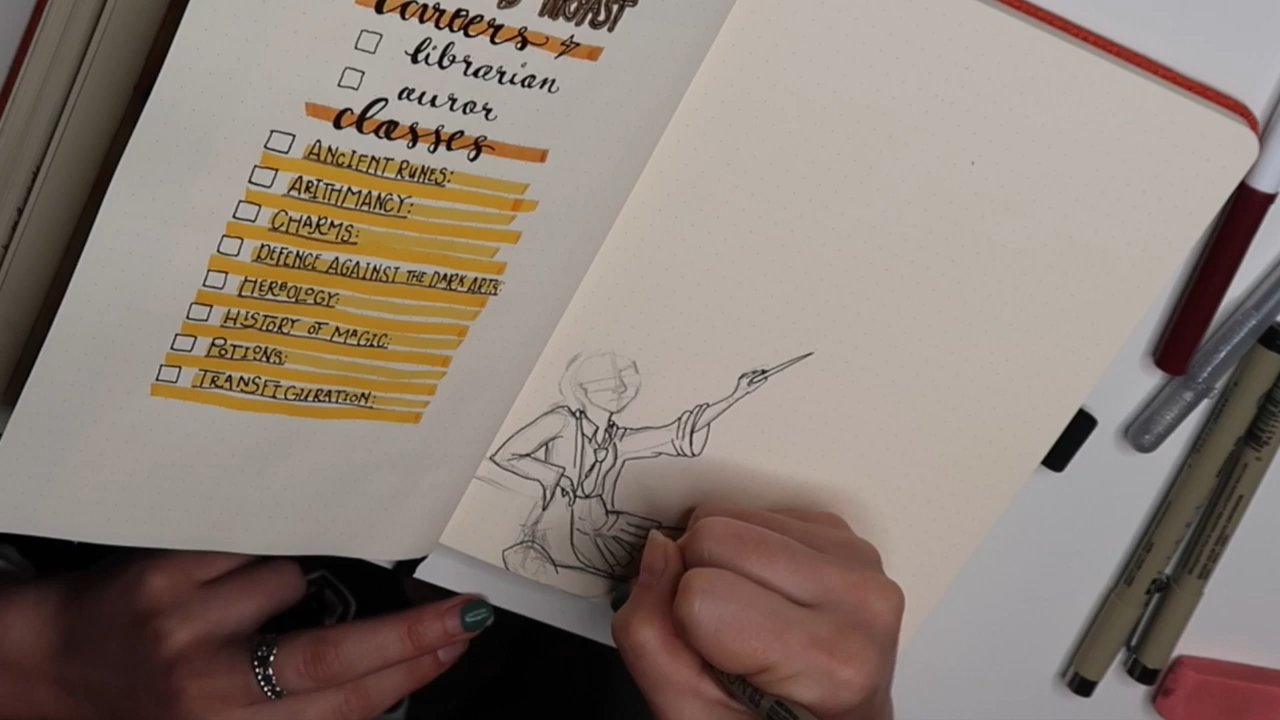 careers
librarian
auror
classes
ANCIENT RUNES:
ARITHMANCY:
CHARMS:
DEFENCE AGAINST THE DARK ARTS:
HERBOLOGY:
HISTORY OF MAGIC:
POTIONS:
TRANSFIGURATION: